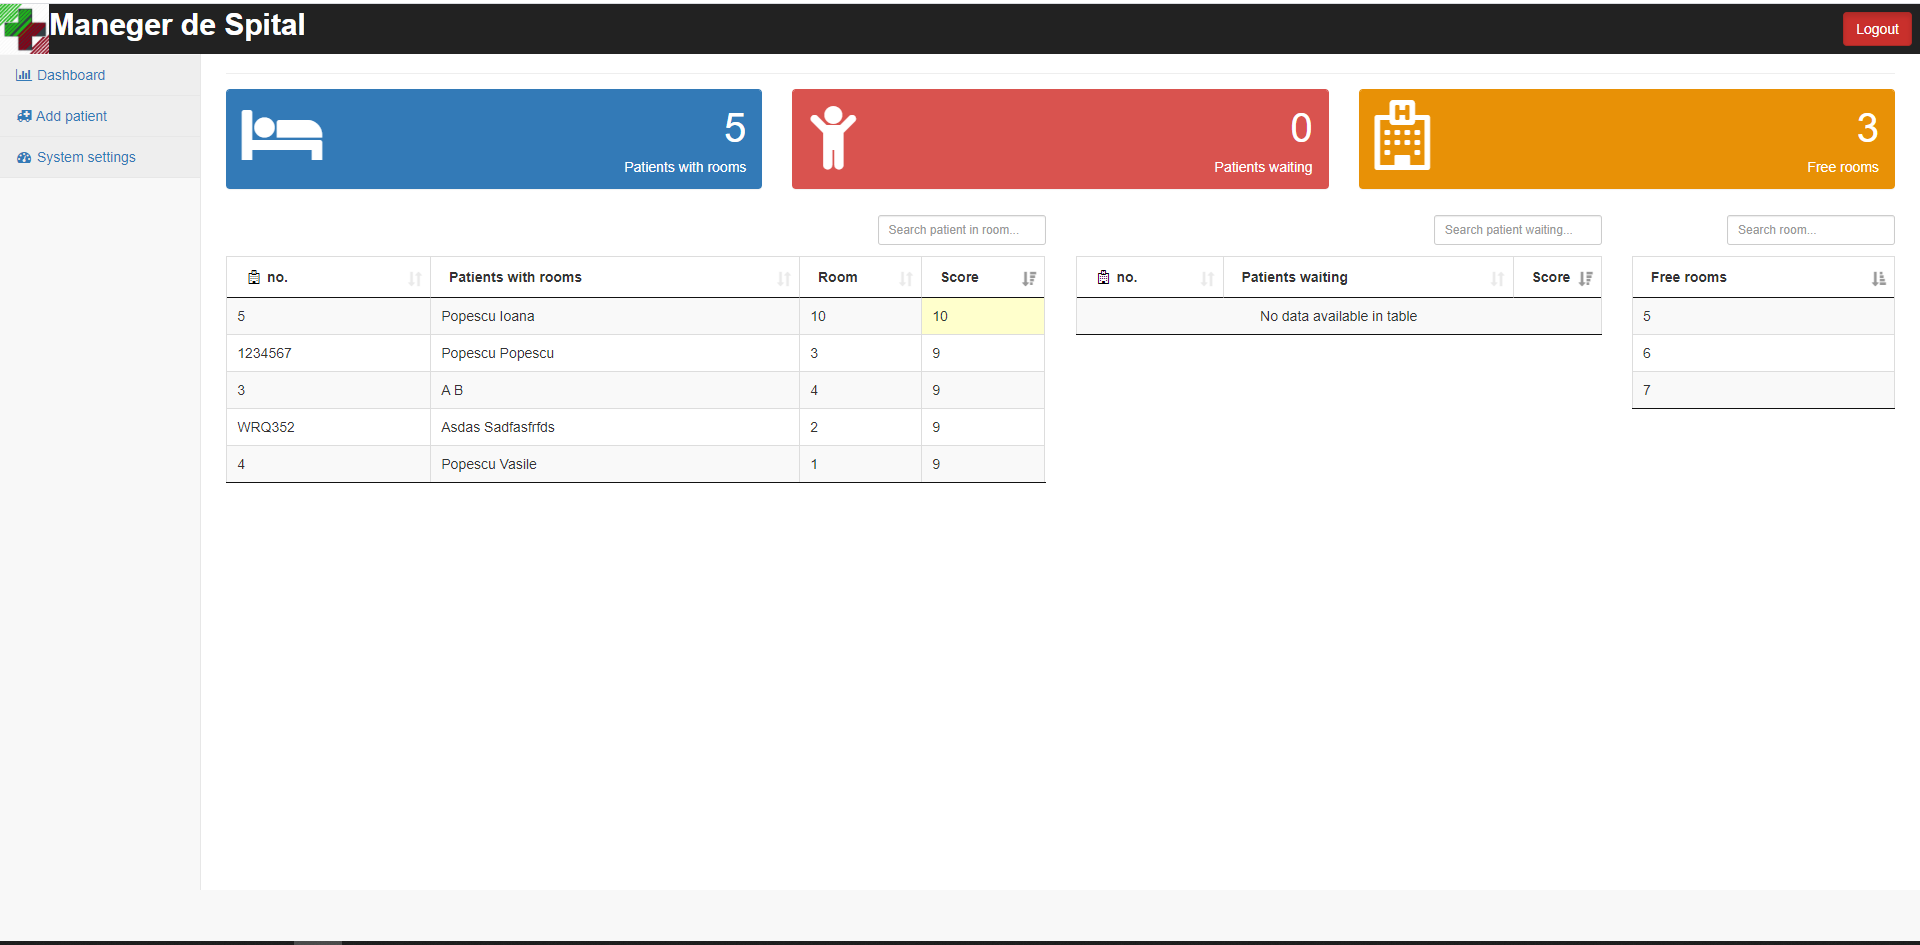 Maneger de Spital
Logout
Dashboard
Add patient
System settings
5
Patients with rooms
0
Patients waiting
H
3
Free rooms
Search patient in room...
Search patient waiting...
Search room...
no. Patients with rooms Room Score
5 Popescu Ioana 10 10
1234567 Popescu Popescu 3 9
3 A B 4 9
WRQ352 Asdas Sadfasfrfds 2 9
4 Popescu Vasile 1 9
no. Patients waiting Score
No data available in table
Free rooms
5
6
7